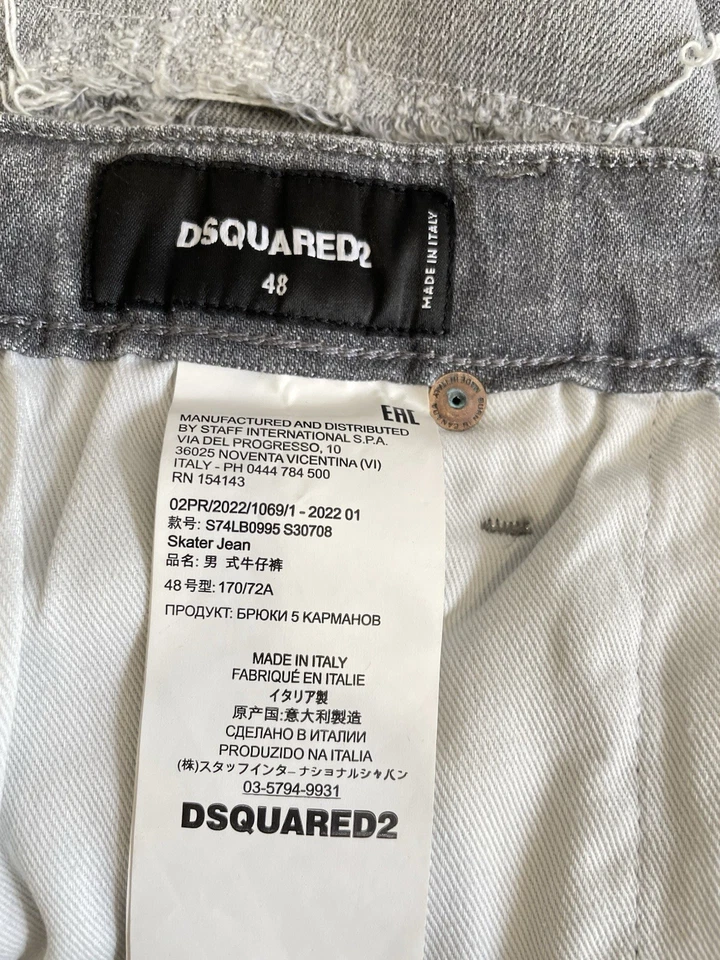 DSQUARED2
48
MADE IN ITALY
EAC
MANUFACTURED AND DISTRIBUTED
BY STAFF INTERNATIONAL S.P.A.
VIA DEL PROGRESSO, 10
36025 NOVENTA VICENTINA (VI)
ITALY - PH 0444 784 500
RN 154143
02PR/2022/1069/1 - 2022 01
款号: S74LB0995 S30708
Skater Jean
品名: 男 式牛仔裤
48 号型: 170/72A
ПРОДУКТ: БРЮКИ 5 КАРМАНОВ
MADE IN ITALY
FABRIQUÉ EN ITALIE
イタリア製
原产国:意大利製造
СДЕЛАНО В ИТАЛИИ
PRODUZIDO NA ITALIA
(株)スタッフインターナショナルジャパン
03-5794-9931
DSQUARED2